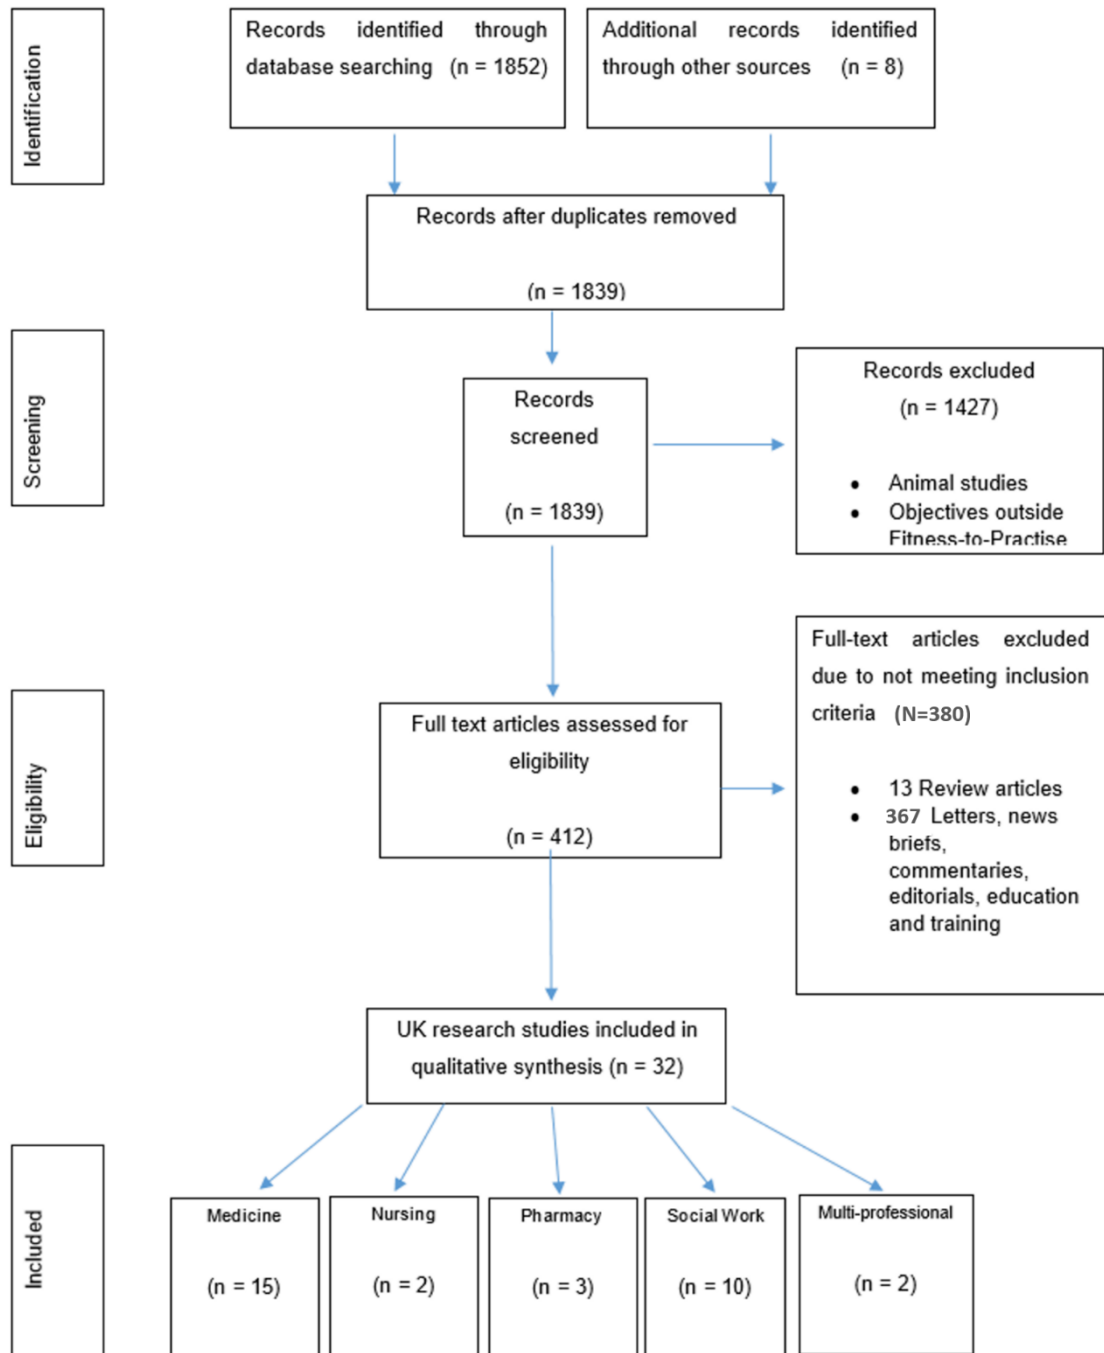 Identification
Records identified through
database searching (n = 1852)
Additional records identified
through other sources (n = 8)
Records after duplicates removed
(n = 1839)
Screening
Records
screened
(n = 1839)
Records excluded
(n = 1427)
• Animal studies
• Objectives outside
Fitness-to-Practise
Eligibility
Full text articles assessed for
eligibility
(n = 412)
Full-text articles excluded
due to not meeting inclusion
criteria (N=380)
• 13 Review articles
• 367 Letters, news
briefs,
commentaries,
editorials, education
and training
UK research studies included in
qualitative synthesis (n = 32)
Included
Medicine
(n = 15)
Nursing
(n = 2)
Pharmacy
(n = 3)
Social Work
(n = 10)
Multi-professional
(n = 2)